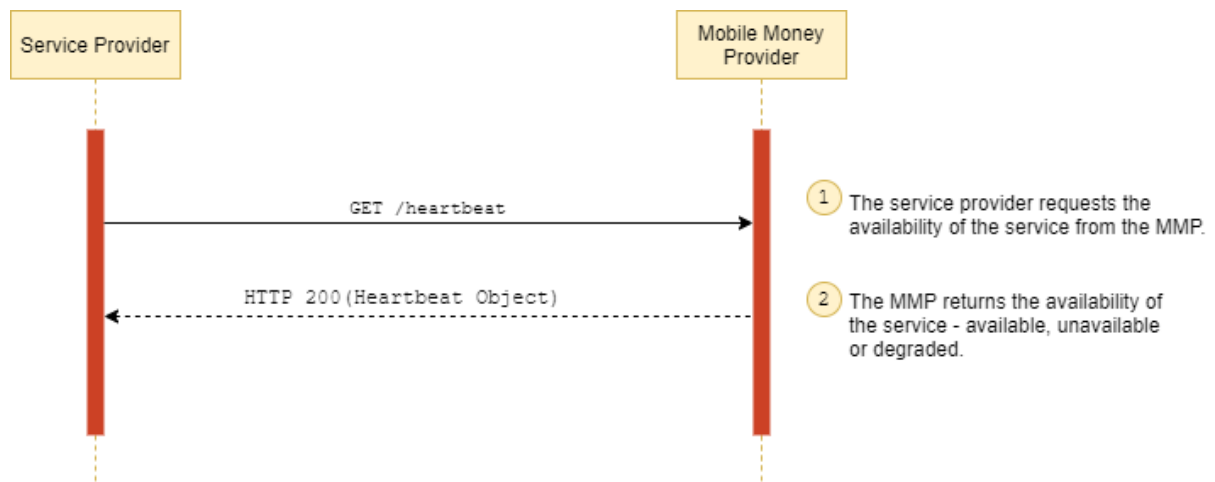 Service Provider
Mobile Money
Provider
GET /heartbeat
1
The service provider requests the
availability of the service from the MMP.
HTTP 200(Heartbeat Object)
2
The MMP returns the availability of
the service - available, unavailable
or degraded.